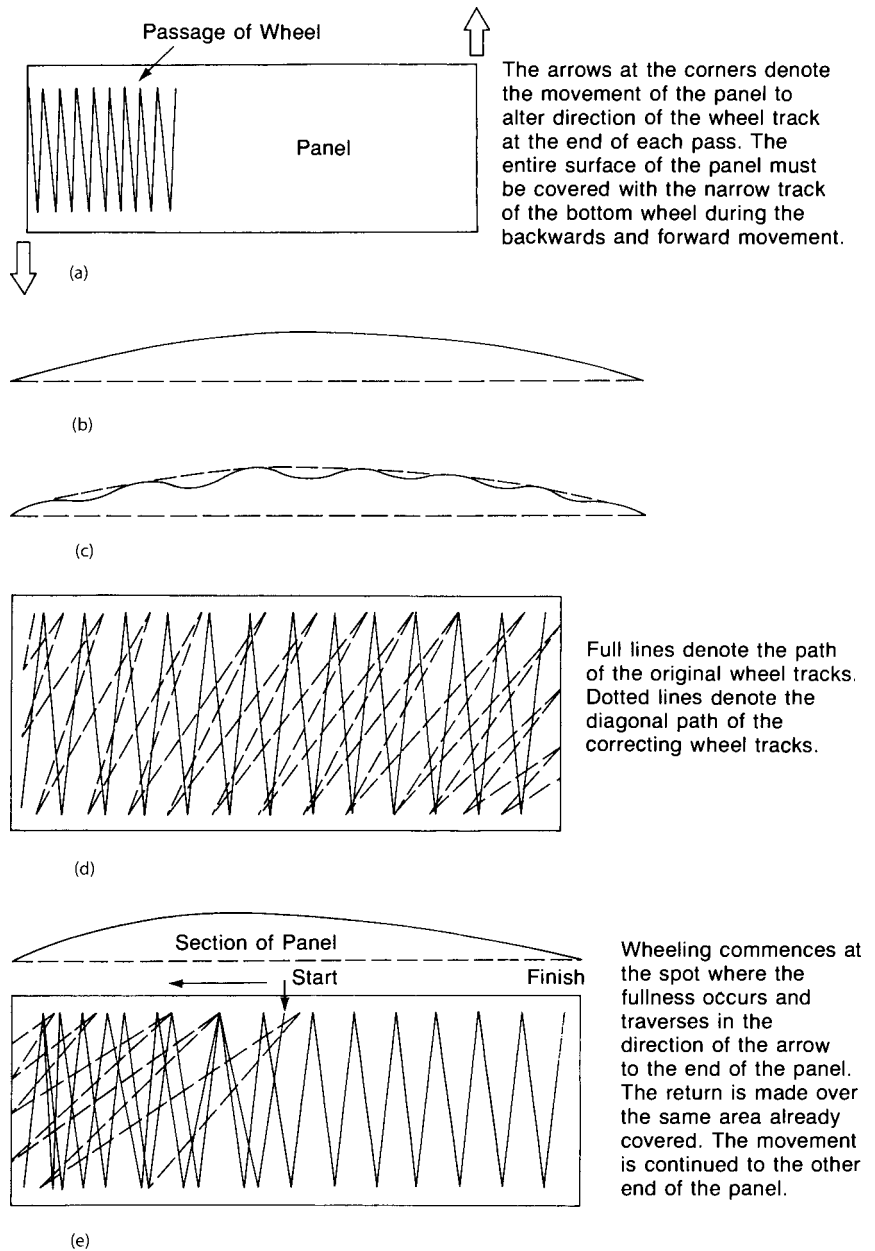 Passage of Wheel
Panel
The arrows at the corners denote
the movement of the panel to
alter direction of the wheel track
at the end of each pass. The
entire surface of the panel must
be covered with the narrow track
of the bottom wheel during the
backwards and forward movement.
(a)
(b)
(c)
Full lines denote the path
of the original wheel tracks.
Dotted lines denote the
diagonal path of the
correcting wheel tracks.
(d)
Section of Panel
Start
Finish
Wheeling commences at
the spot where the
fullness occurs and
traverses in the
direction of the arrow
to the end of the panel.
The return is made over
the same area already
covered. The movement
is continued to the other
end of the panel.
(e)